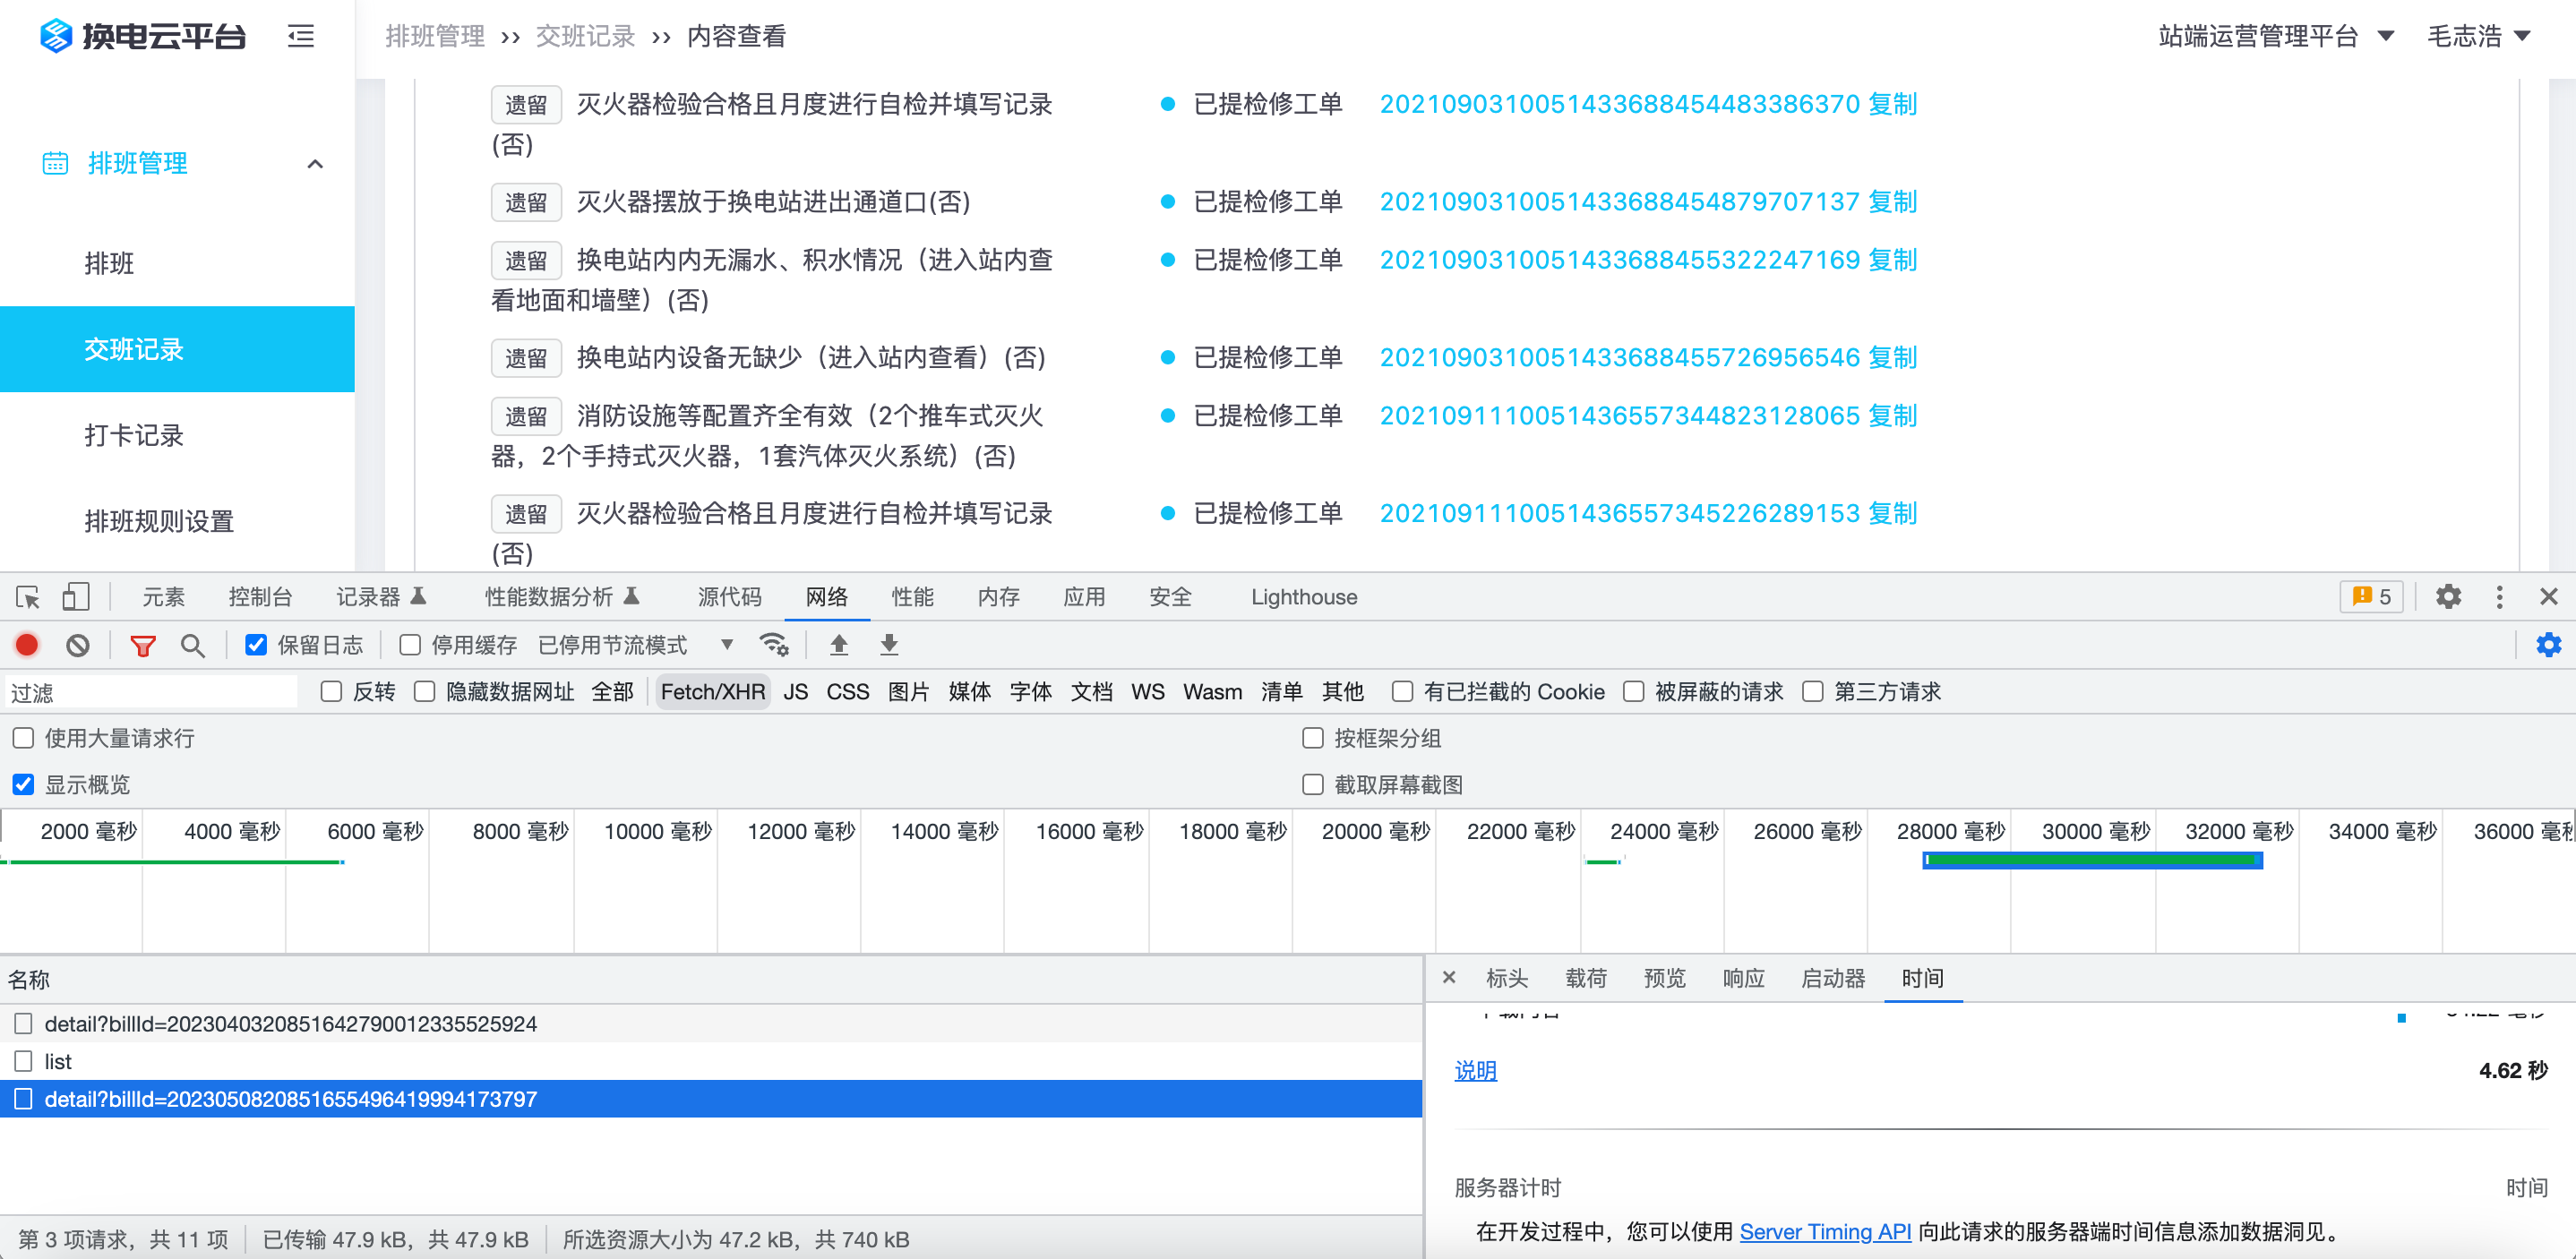 换电云平台
排班管理 ›› 交班记录 ›› 内容查看
站端运营管理平台 毛志浩
排班管理
排班
交班记录
打卡记录
排班规则设置
遗留 灭火器检验合格且月度进行自检并填写记录
(否)
已提检修工单 2021090310051433688454483386370 复制
遗留 灭火器摆放于换电站进出通道口(否)
已提检修工单 2021090310051433688454879707137 复制
遗留 换电站内内无漏水、积水情况（进入站内查
看地面和墙壁）(否)
已提检修工单 2021090310051433688455322247169 复制
遗留 换电站内设备无缺少（进入站内查看）(否)
已提检修工单 2021090310051433688455726956546 复制
遗留 消防设施等配置齐全有效（2个推车式灭火
器，2个手持式灭火器，1套汽体灭火系统）(否)
已提检修工单 2021091110051436557344823128065 复制
遗留 灭火器检验合格且月度进行自检并填写记录
(否)
已提检修工单 2021091110051436557345226289153 复制
元素 控制台 记录器 性能数据分析 源代码 网络 性能 内存 应用 安全 Lighthouse 5
保留日志 停用缓存 已停用节流模式
过滤 反转 隐藏数据网址 全部 Fetch/XHR JS CSS 图片 媒体 字体 文档 WS Wasm 清单 其他 有已拦截的 Cookie 被屏蔽的请求 第三方请求
使用大量请求行 按框架分组
显示概览 截取屏幕截图
2000 毫秒 4000 毫秒 6000 毫秒 8000 毫秒 10000 毫秒 12000 毫秒 14000 毫秒 16000 毫秒 18000 毫秒 20000 毫秒 22000 毫秒 24000 毫秒 26000 毫秒 28000 毫秒 30000 毫秒 32000 毫秒 34000 毫秒 36000 毫秒
名称
detail?billId=2023040320851642790012335525924
list
detail?billId=2023050820851655496419994173797
第 3 项请求，共 11 项 已传输 47.9 kB，共 47.9 kB 所选资源大小为 47.2 kB，共 740 kB
标头 载荷 预览 响应 启动器 时间
说明 4.62 秒
服务器计时 时间
在开发过程中，您可以使用 Server Timing API 向此请求的服务器端时间信息添加数据洞见。